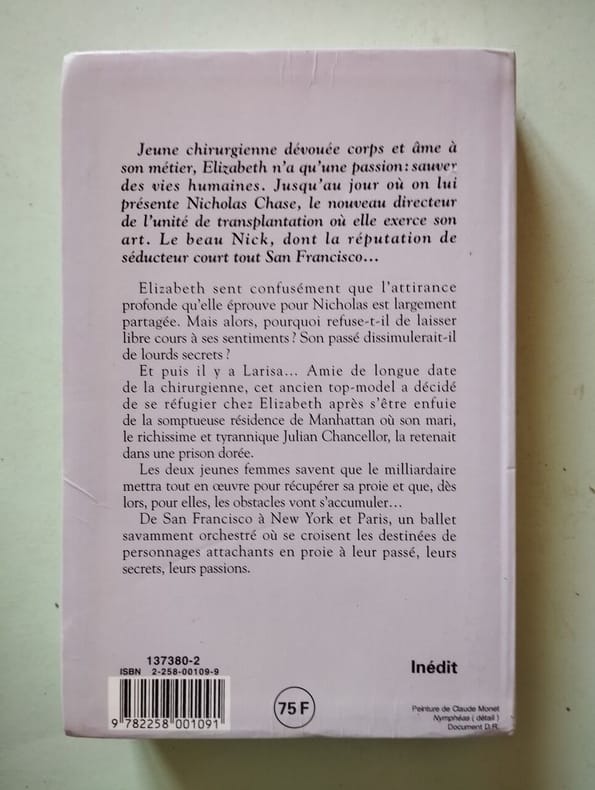 Jeune chirurgienne dévouée corps et âme à
son métier, Elizabeth n'a qu'une passion: sauver
des vies humaines. Jusqu'au jour où on lui
présente Nicholas Chase, le nouveau directeur
de l'unité de transplantation où elle exerce son
art. Le beau Nick, dont la réputation de
séducteur court tout San Francisco...
Elizabeth sent confusément que l'attirance
profonde qu'elle éprouve pour Nicholas est largement
partagée. Mais alors, pourquoi refuse-t-il de laisser
libre cours à ses sentiments ? Son passé dissimulerait-il
de lourds secrets ?
Et puis il y a Larisa... Amie de longue date
de la chirurgienne, cet ancien top-model a décidé
de se réfugier chez Elizabeth après s'être enfuie
de la somptueuse résidence de Manhattan où son mari,
le richissime et tyrannique Julian Chancellor, la retenait
dans une prison dorée.
Les deux jeunes femmes savent que le milliardaire
mettra tout en œuvre pour récupérer sa proie et que, dès
lors, pour elles, les obstacles vont s'accumuler...
De San Francisco à New York et Paris, un ballet
savamment orchestré où se croisent les destinées de
personnages attachants en proie à leur passé, leurs
secrets, leurs passions.
137380-2
ISBN 2-258-00109-9
9 782258 001091
75 F
Inédit
Peinture de Claude Monet
Nymphéas ( détail )
Document D.R.